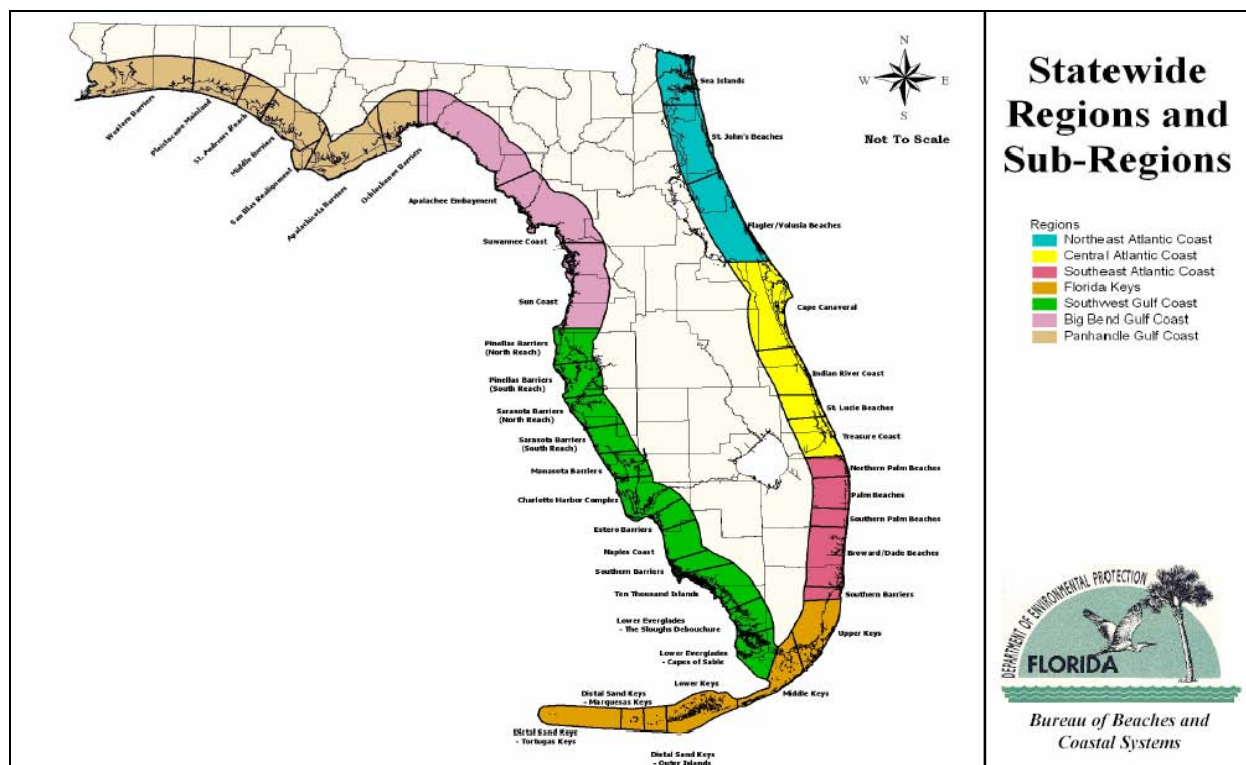 Western Barriers
Pleistocene Mainland
St. Andrews Reach
Middle Barriers
San Blas Realignment
Apalachicola Barriers
Ochlockonee Barriers
Apalachee Embayment
Suwannee Coast
Sun Coast
Pinellas Barriers
(North Reach)
Pinellas Barriers
(South Reach)
Sarasota Barriers
(North Reach)
Sarasota Barriers
(South Reach)
Manasota Barriers
Charlotte Harbor Complex
Estero Barriers
Naples Coast
Southern Barriers
Ten Thousand Islands
Lower Everglades
- The Sloughs Debouchure
Lower Everglades
- Capes of Sable
Lower Keys
Distal Sand Keys
- Marquesas Keys
Distal Sand Keys
- Tortugas Keys
Distal Sand Keys
- Outer Islands
Middle Keys
Upper Keys
Southern Barriers
Broward/Dade Beaches
Southern Palm Beaches
Palm Beaches
Northern Palm Beaches
Treasure Coast
St. Lucie Beaches
Indian River Coast
Cape Canaveral
Flagler/Volusia Beaches
St. John's Beaches
Sea Islands
N
W
E
S
Not To Scale
Statewide
Regions and
Sub-Regions
Regions
Northeast Atlantic Coast
Central Atlantic Coast
Southeast Atlantic Coast
Florida Keys
Southwest Gulf Coast
Big Bend Gulf Coast
Panhandle Gulf Coast
DEPARTMENT OF ENVIRONMENTAL PROTECTION
FLORIDA
Bureau of Beaches and
Coastal Systems